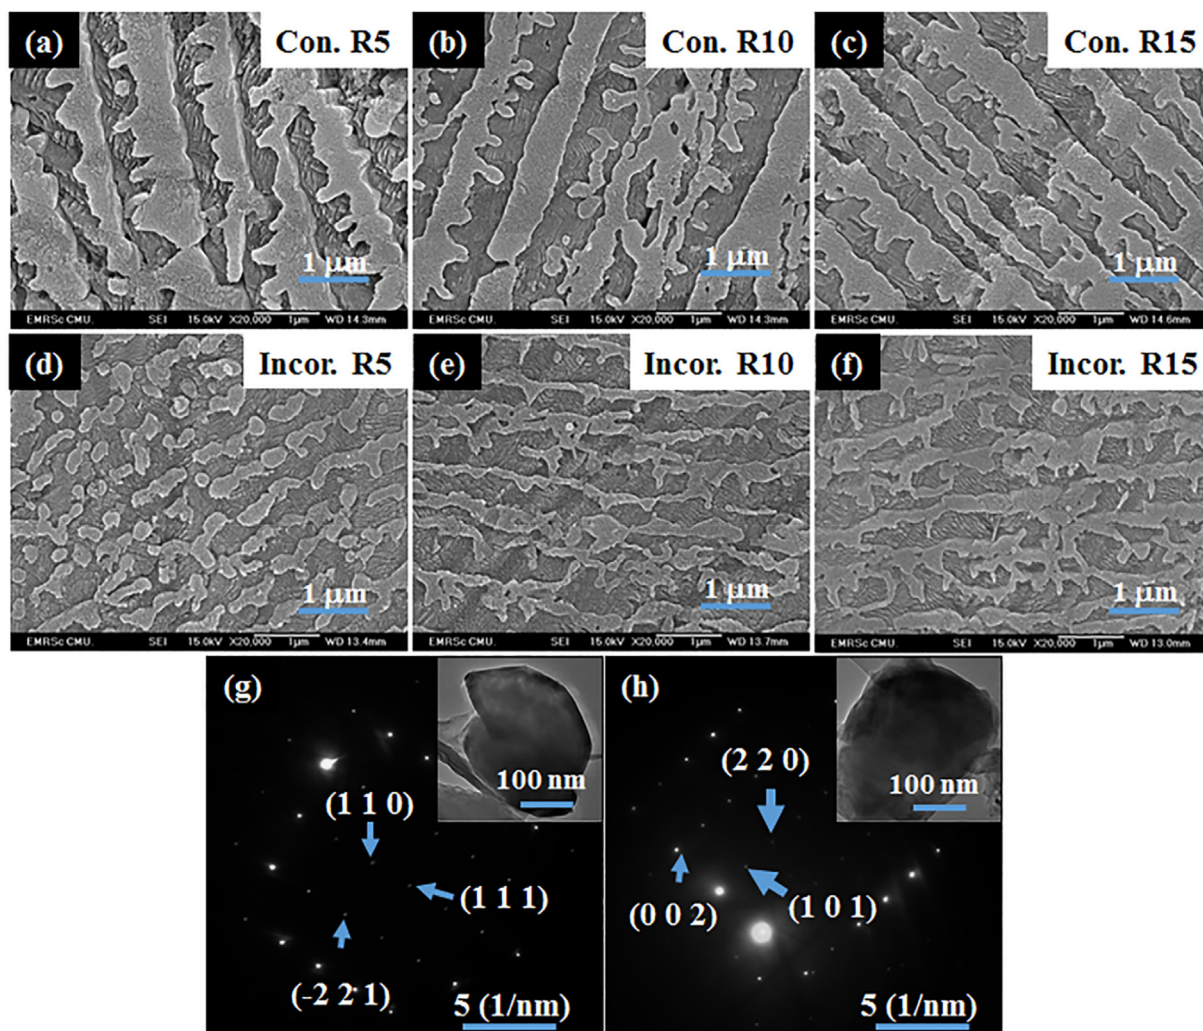 (a) Con. R5
1 μm
EMRSc CMU. SEI 15.0kV X20,000 1μm WD 14.3mm
(b) Con. R10
1 μm
EMRSc CMU. SEI 15.0kV X20,000 1μm WD 14.3mm
(c) Con. R15
1 μm
EMRSc CMU. SEI 15.0kV X20,000 1μm WD 14.6mm
(d) Incor. R5
1 μm
EMRSc CMU. SEI 15.0kV X20,000 1μm WD 13.4mm
(e) Incor. R10
1 μm
EMRSc CMU. SEI 15.0kV X20,000 1μm WD 13.7mm
(f) Incor. R15
1 μm
EMRSc CMU. SEI 15.0kV X20,000 1μm WD 13.0mm
(g)
100 nm
(1 1 0)
(1 1 1)
(-2 2 1)
5 (1/nm)
(h)
100 nm
(2 2 0)
(0 0 2)
(1 0 1)
5 (1/nm)